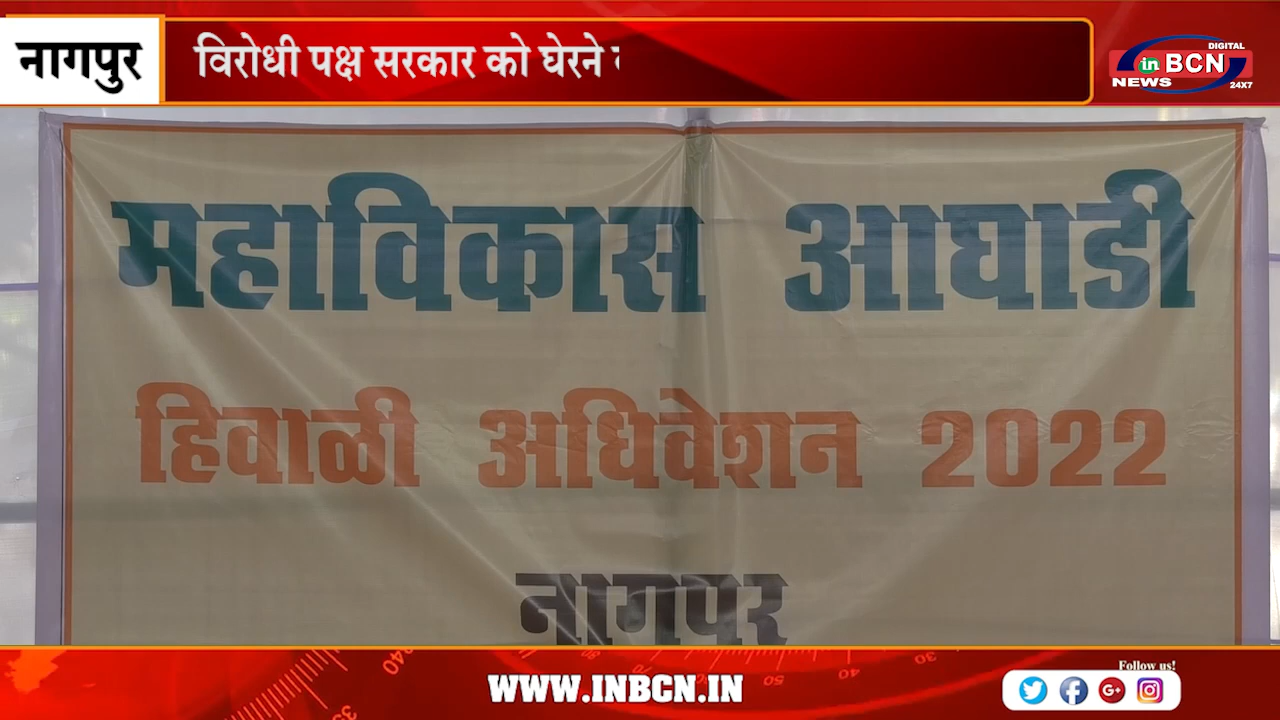 नागपुर
विरोधी पक्ष सरकार को घेरने
DIGITAL
in BCN
NEWS
24X7
महाविकास आघाडी
हिवाळी अधिवेशन 2022
नागपूर
WWW.INBCN.IN
Follow us!